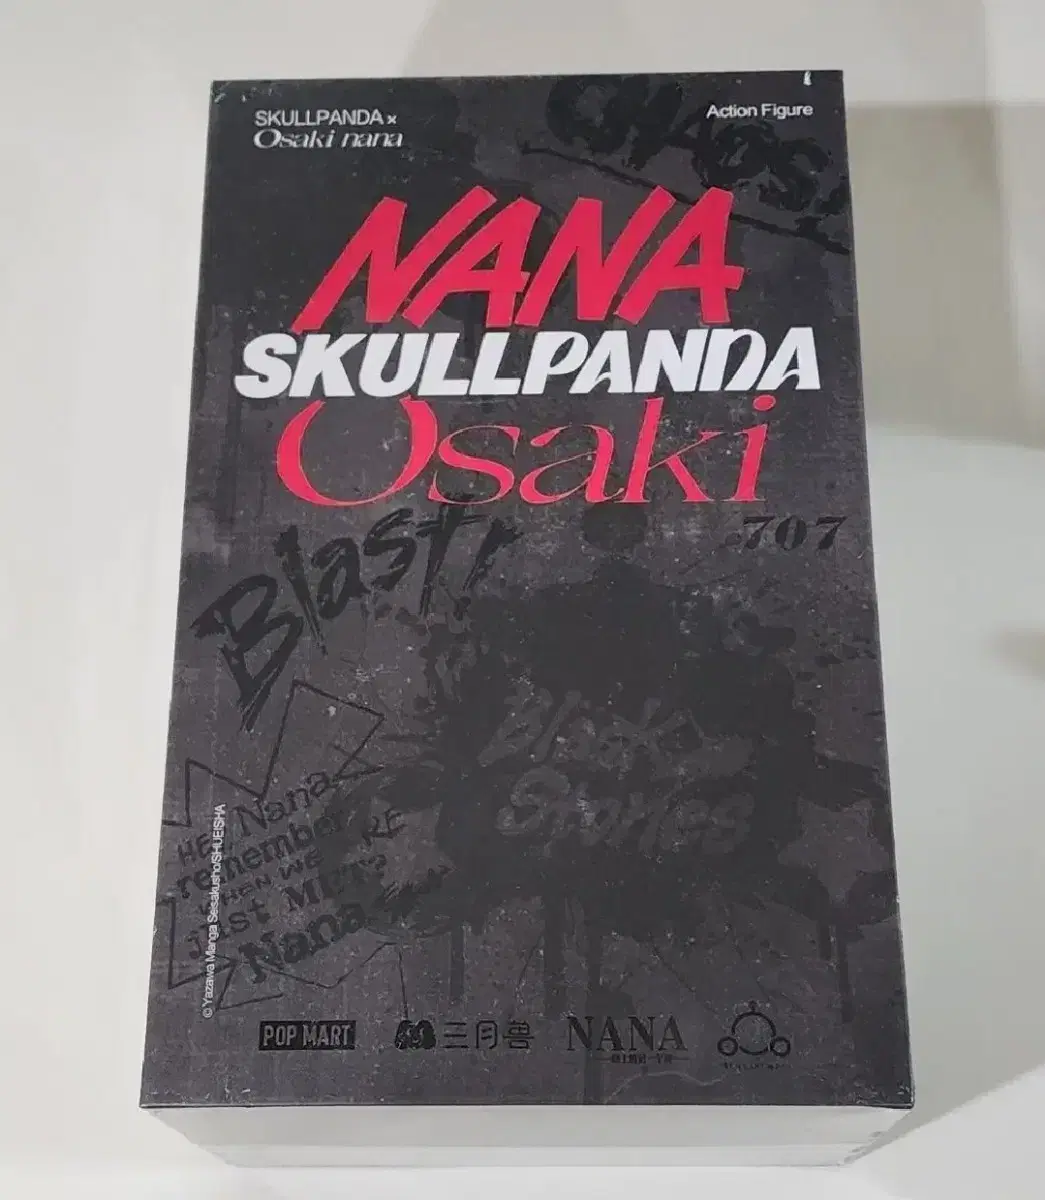 SKULLPANDA ×
Osaki nana
Action Figure
NANA
SKULLPANDA
Osaki
707
Blast!
Black
Stones
HEY, Nana
remember
WHEN WE'RE
just MET?
Nana
© Yazawa Manga Seisakusho/SHUEISHA
POP MART
三月兽
NANA